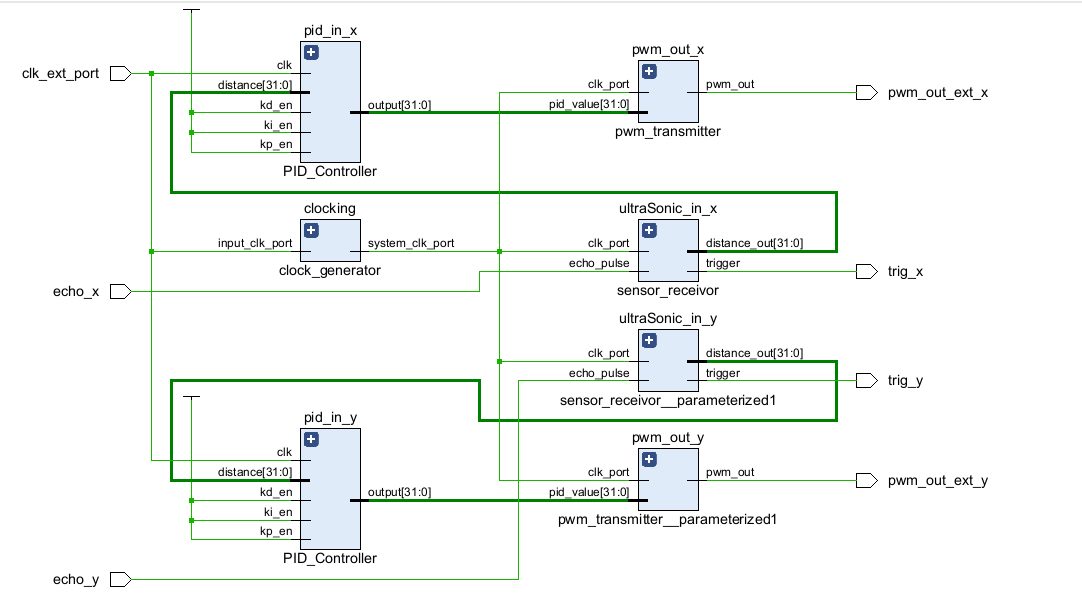 pid_in_x
clk_ext_port
clk
distance[31:0]
kd_en
ki_en
kp_en
output[31:0]
PID_Controller
pwm_out_x
clk_port
pid_value[31:0]
pwm_out
pwm_transmitter
pwm_out_ext_x
clocking
input_clk_port
system_clk_port
clock_generator
ultraSonic_in_x
clk_port
echo_pulse
distance_out[31:0]
trigger
sensor_receivor
trig_x
echo_x
ultraSonic_in_y
clk_port
echo_pulse
distance_out[31:0]
trigger
sensor_receivor__parameterized1
trig_y
pid_in_y
clk
distance[31:0]
kd_en
ki_en
kp_en
output[31:0]
PID_Controller
pwm_out_y
clk_port
pid_value[31:0]
pwm_out
pwm_transmitter__parameterized1
pwm_out_ext_y
echo_y